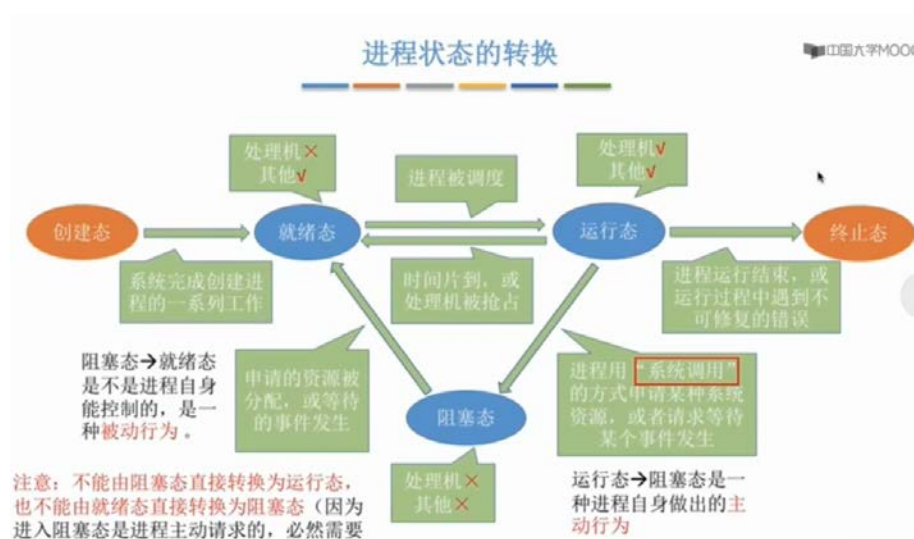 进程状态的转换
中国大学MOOC
处理机×
其他√
处理机√
其他√
进程被调度
创建态
就绪态
运行态
终止态
系统完成创建进
程的一系列工作
时间片到，或
处理机被抢占
进程运行结束，或
运行过程中遇到不
可修复的错误
阻塞态→就绪态
是不是进程自身
能控制的，是一
种被动行为 。
申请的资源被
分配，或等待
的事件发生
进程用“系统调用”
的方式申请某种系统
资源，或者请求等待
某个事件发生
阻塞态
处理机×
其他×
注意：不能由阻塞态直接转换为运行态，
也不能由就绪态直接转换为阻塞态（因为
进入阻塞态是进程主动请求的，必然需要
运行态→阻塞态是一
种进程自身做出的主
动行为